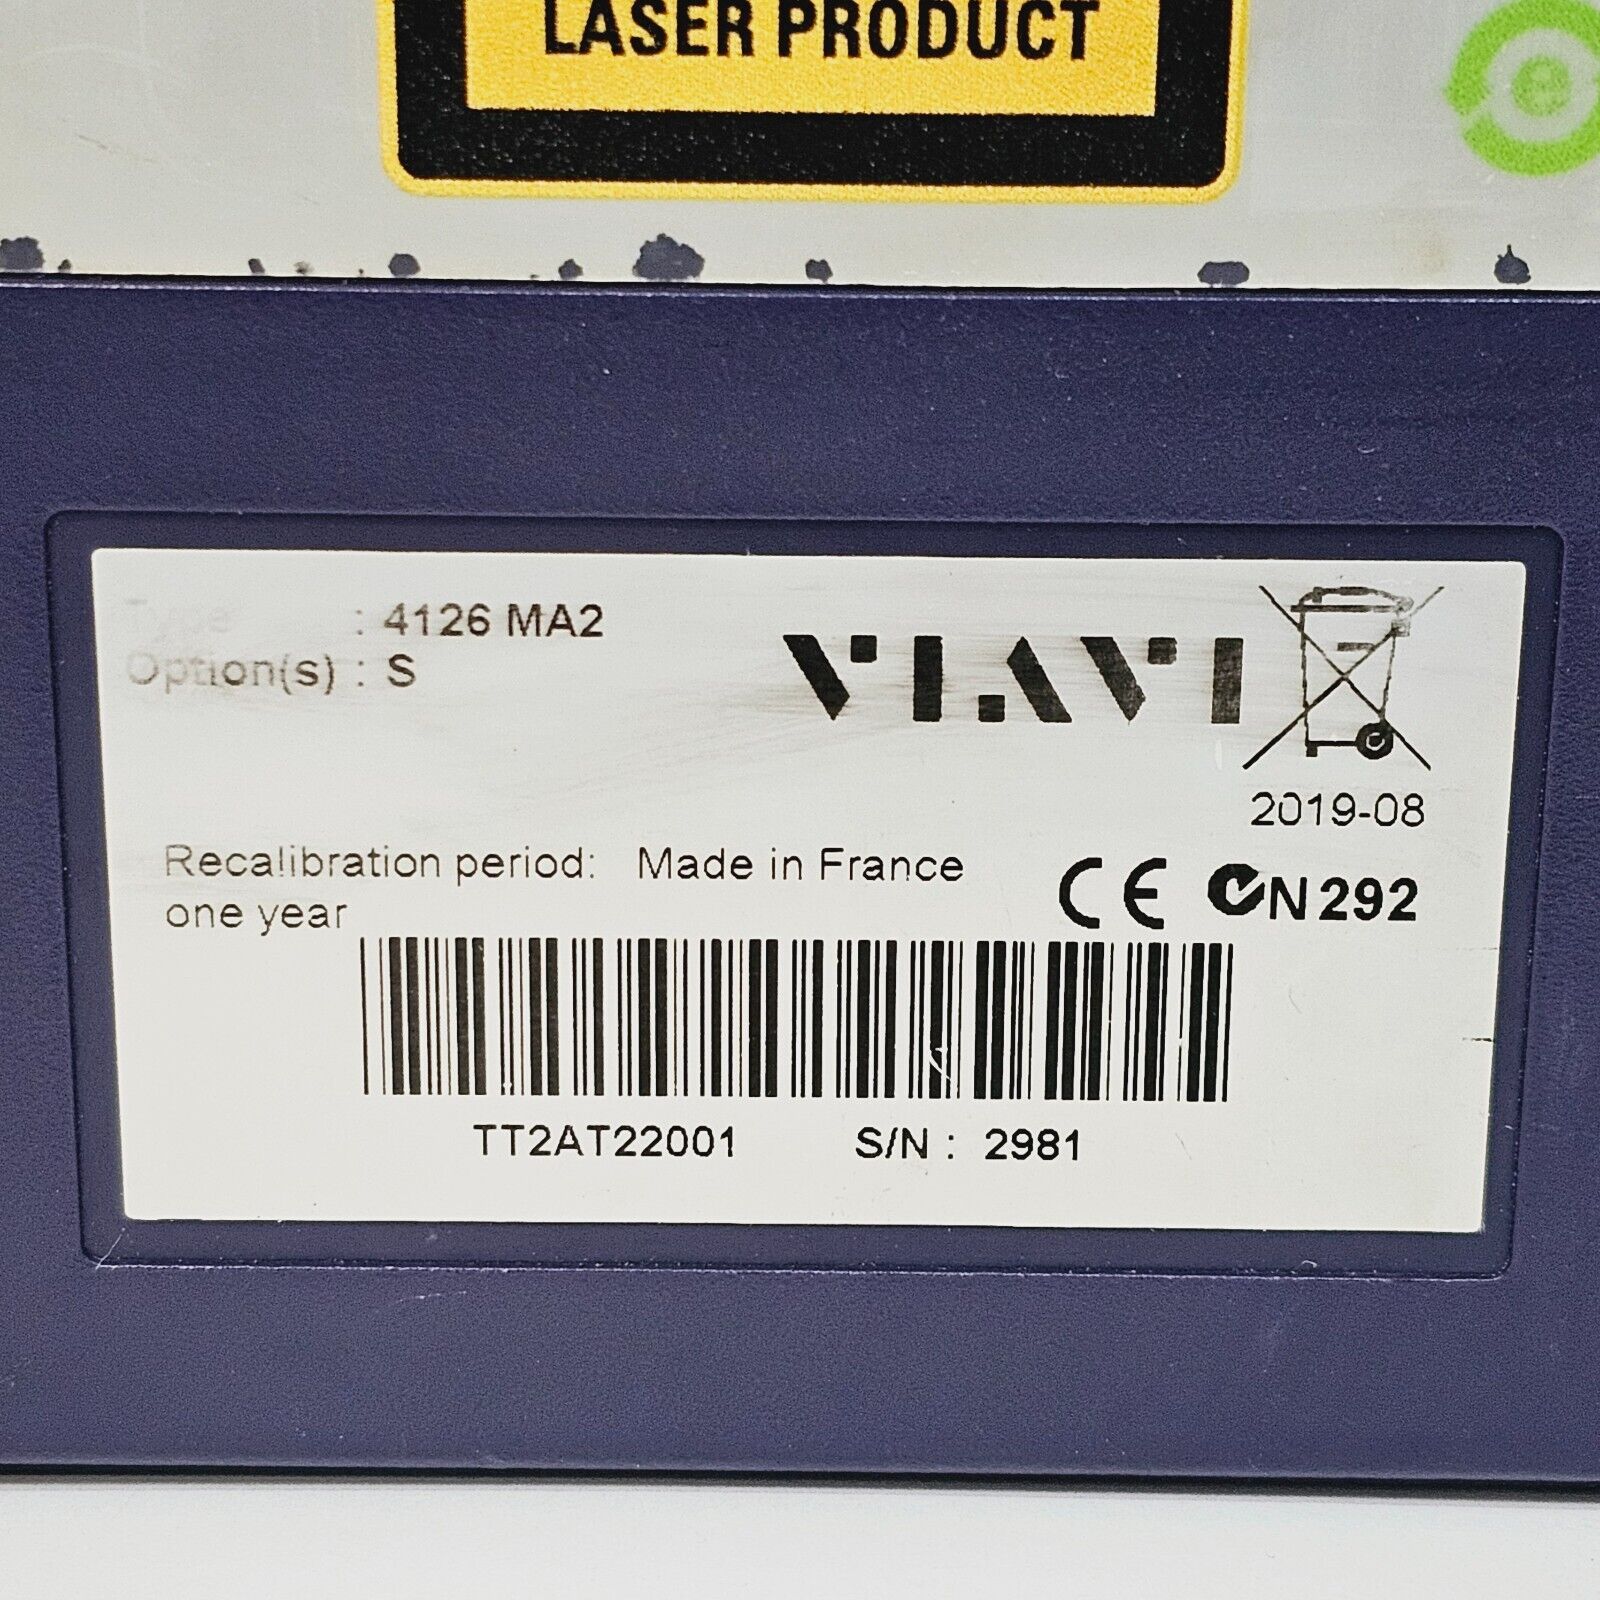 LASER PRODUCT
Type : 4126 MA2
Option(s) : S
VIAVI
2019-08
Recalibration period: Made in France
one year
CE N292
TT2AT22001 S/N : 2981